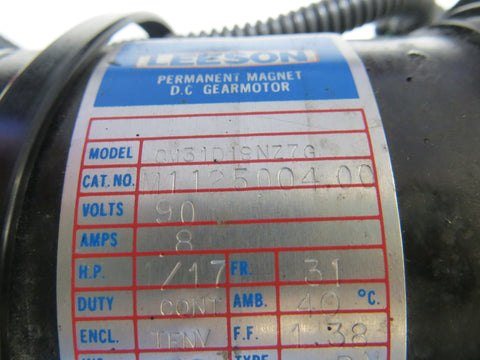 LEESON
PERMANENT MAGNET
D.C. GEARMOTOR
MODEL CM31D18NZ7G
CAT. NO. M1125004.00
VOLTS 90
AMPS .8
H.P. 1/17 FR. 31
DUTY CONT AMB. 40 °C.
ENCL. TENV F.F. 1.38